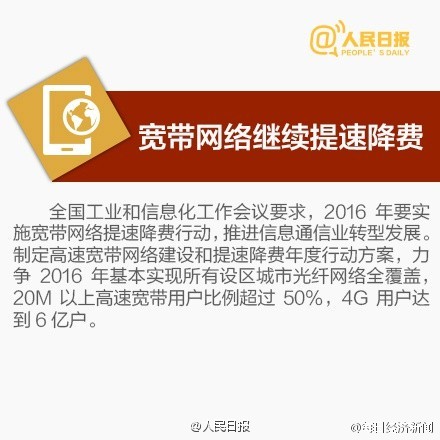 @人民日报
PEOPLE'S DAILY
宽带网络继续提速降费
全国工业和信息化工作会议要求，2016 年要实
施宽带网络提速降费行动，推进信息通信业转型发展。
制定高速宽带网络建设和提速降费年度行动方案，力
争 2016 年基本实现所有设区城市光纤网络全覆盖，
20M 以上高速宽带用户比例超过 50%，4G 用户达
到 6 亿户。
@人民日报
@每日经济新闻